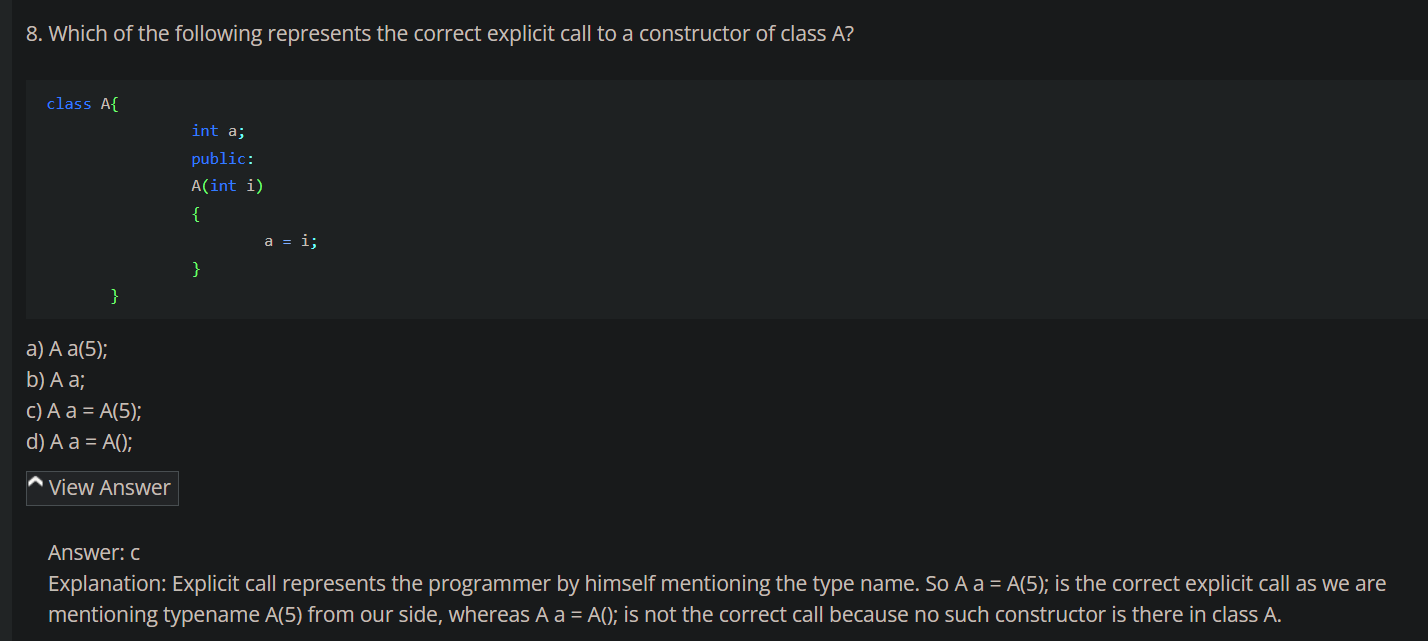 8. Which of the following represents the correct explicit call to a constructor of class A?
class A{
int a;
public:
A(int i)
{
a = i;
}
}
a) A a(5);
b) A a;
c) A a = A(5);
d) A a = A();
View Answer
Answer: c
Explanation: Explicit call represents the programmer by himself mentioning the type name. So A a = A(5); is the correct explicit call as we are
mentioning typename A(5) from our side, whereas A a = A(); is not the correct call because no such constructor is there in class A.